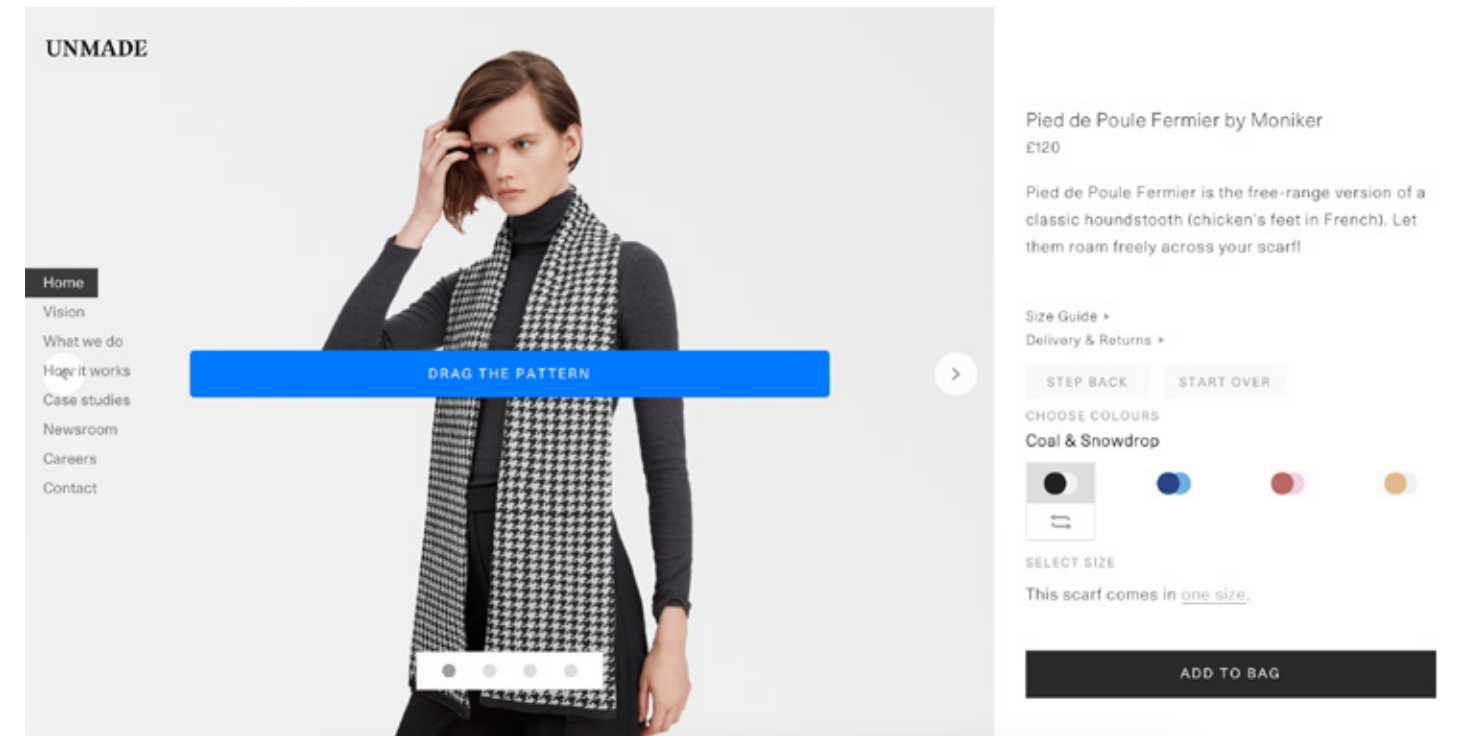 UNMADE
Home
Vision
What we do
How it works
Case studies
Newsroom
Careers
Contact
DRAG THE PATTERN
Pied de Poule Fermier by Moniker
£120
Pied de Poule Fermier is the free-range version of a
classic houndstooth (chicken's feet in French). Let
them roam freely across your scarf!
Size Guide ▸
Delivery & Returns ▸
STEP BACK START OVER
CHOOSE COLOURS
Coal & Snowdrop
SELECT SIZE
This scarf comes in one size.
ADD TO BAG